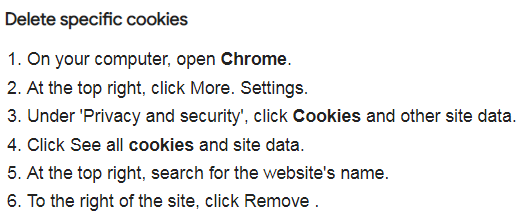 Delete specific cookies
1. On your computer, open Chrome.
2. At the top right, click More. Settings.
3. Under 'Privacy and security', click Cookies and other site data.
4. Click See all cookies and site data.
5. At the top right, search for the website's name.
6. To the right of the site, click Remove .